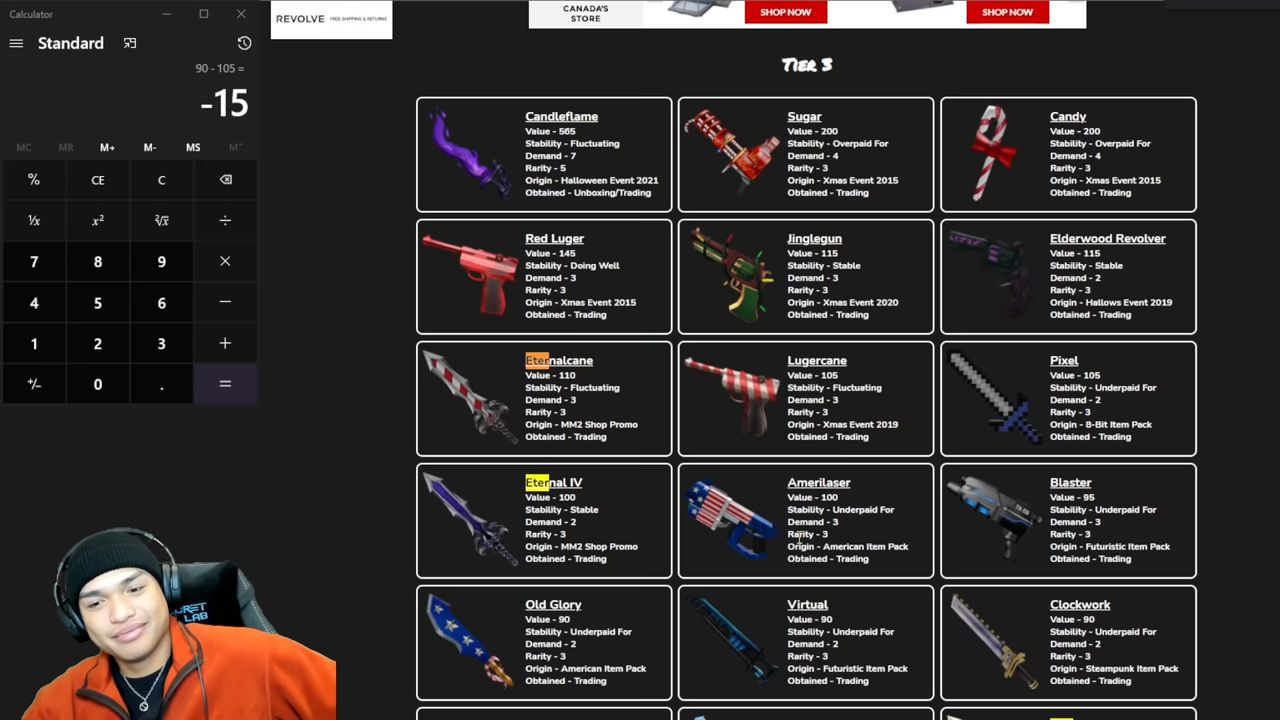 Calculator
Standard
90 - 105 =
-15
MC MR M+ M- MS M˅
% CE C
¹/x x² ²√x ÷
7 8 9 ×
4 5 6 −
1 2 3 +
+/− 0 . =
REVOLVE FREE SHIPPING & RETURNS
CANADA'S
STORE
SHOP NOW
SHOP NOW
Tier 3
Candleflame
Value - 565
Stability - Fluctuating
Demand - 7
Rarity - 5
Origin - Halloween Event 2021
Obtained - Unboxing/Trading
Sugar
Value - 200
Stability - Overpaid For
Demand - 4
Rarity - 3
Origin - Xmas Event 2015
Obtained - Trading
Candy
Value - 200
Stability - Overpaid For
Demand - 4
Rarity - 3
Origin - Xmas Event 2015
Obtained - Trading
Red Luger
Value - 145
Stability - Doing Well
Demand - 3
Rarity - 3
Origin - Xmas Event 2015
Obtained - Trading
Jinglegun
Value - 115
Stability - Stable
Demand - 3
Rarity - 3
Origin - Xmas Event 2020
Obtained - Trading
Elderwood Revolver
Value - 115
Stability - Stable
Demand - 2
Rarity - 3
Origin - Hallows Event 2019
Obtained - Trading
Eternalcane
Value - 110
Stability - Fluctuating
Demand - 3
Rarity - 3
Origin - MM2 Shop Promo
Obtained - Trading
Lugercane
Value - 105
Stability - Fluctuating
Demand - 3
Rarity - 3
Origin - Xmas Event 2019
Obtained - Trading
Pixel
Value - 105
Stability - Underpaid For
Demand - 2
Rarity - 3
Origin - 8-Bit Item Pack
Obtained - Trading
Eternal IV
Value - 100
Stability - Stable
Demand - 2
Rarity - 3
Origin - MM2 Shop Promo
Obtained - Trading
Amerilaser
Value - 100
Stability - Underpaid For
Demand - 3
Rarity - 3
Origin - American Item Pack
Obtained - Trading
Blaster
Value - 95
Stability - Underpaid For
Demand - 3
Rarity - 3
Origin - Futuristic Item Pack
Obtained - Trading
Old Glory
Value - 90
Stability - Underpaid For
Demand - 2
Rarity - 3
Origin - American Item Pack
Obtained - Trading
Virtual
Value - 90
Stability - Underpaid For
Demand - 2
Rarity - 3
Origin - Futuristic Item Pack
Obtained - Trading
Clockwork
Value - 90
Stability - Underpaid For
Demand - 2
Rarity - 3
Origin - Steampunk Item Pack
Obtained - Trading
LAB